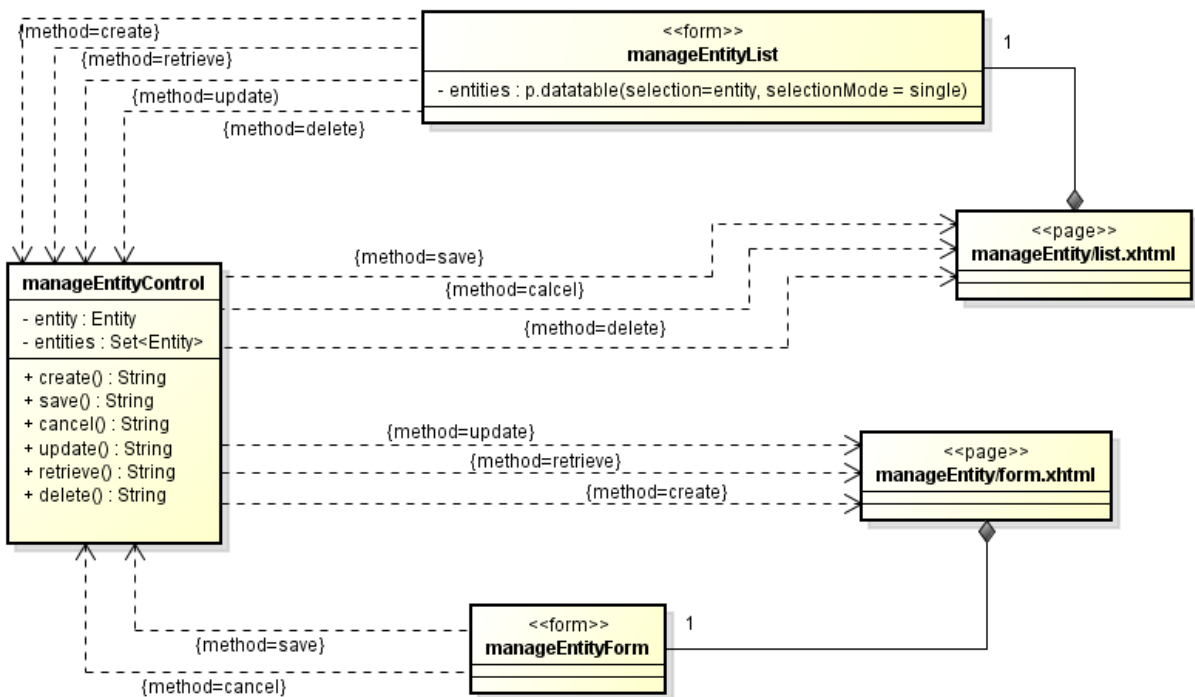 {method=create}
{method=retrieve}
{method=update)
{method=delete}
<<form>>
manageEntityList
- entities : p.datatable(selection=entity, selectionMode = single)
1
<<page>>
manageEntity/list.xhtml
{method=save}
{method=calcel}
{method=delete}
manageEntityControl
- entity : Entity
- entities : Set<Entity>
+ create() : String
+ save() : String
+ cancel() : String
+ update() : String
+ retrieve() : String
+ delete() : String
{method=update}
{method=retrieve}
{method=create}
<<page>>
manageEntity/form.xhtml
<<form>>
manageEntityForm
1
{method=save}
{method=cancel}